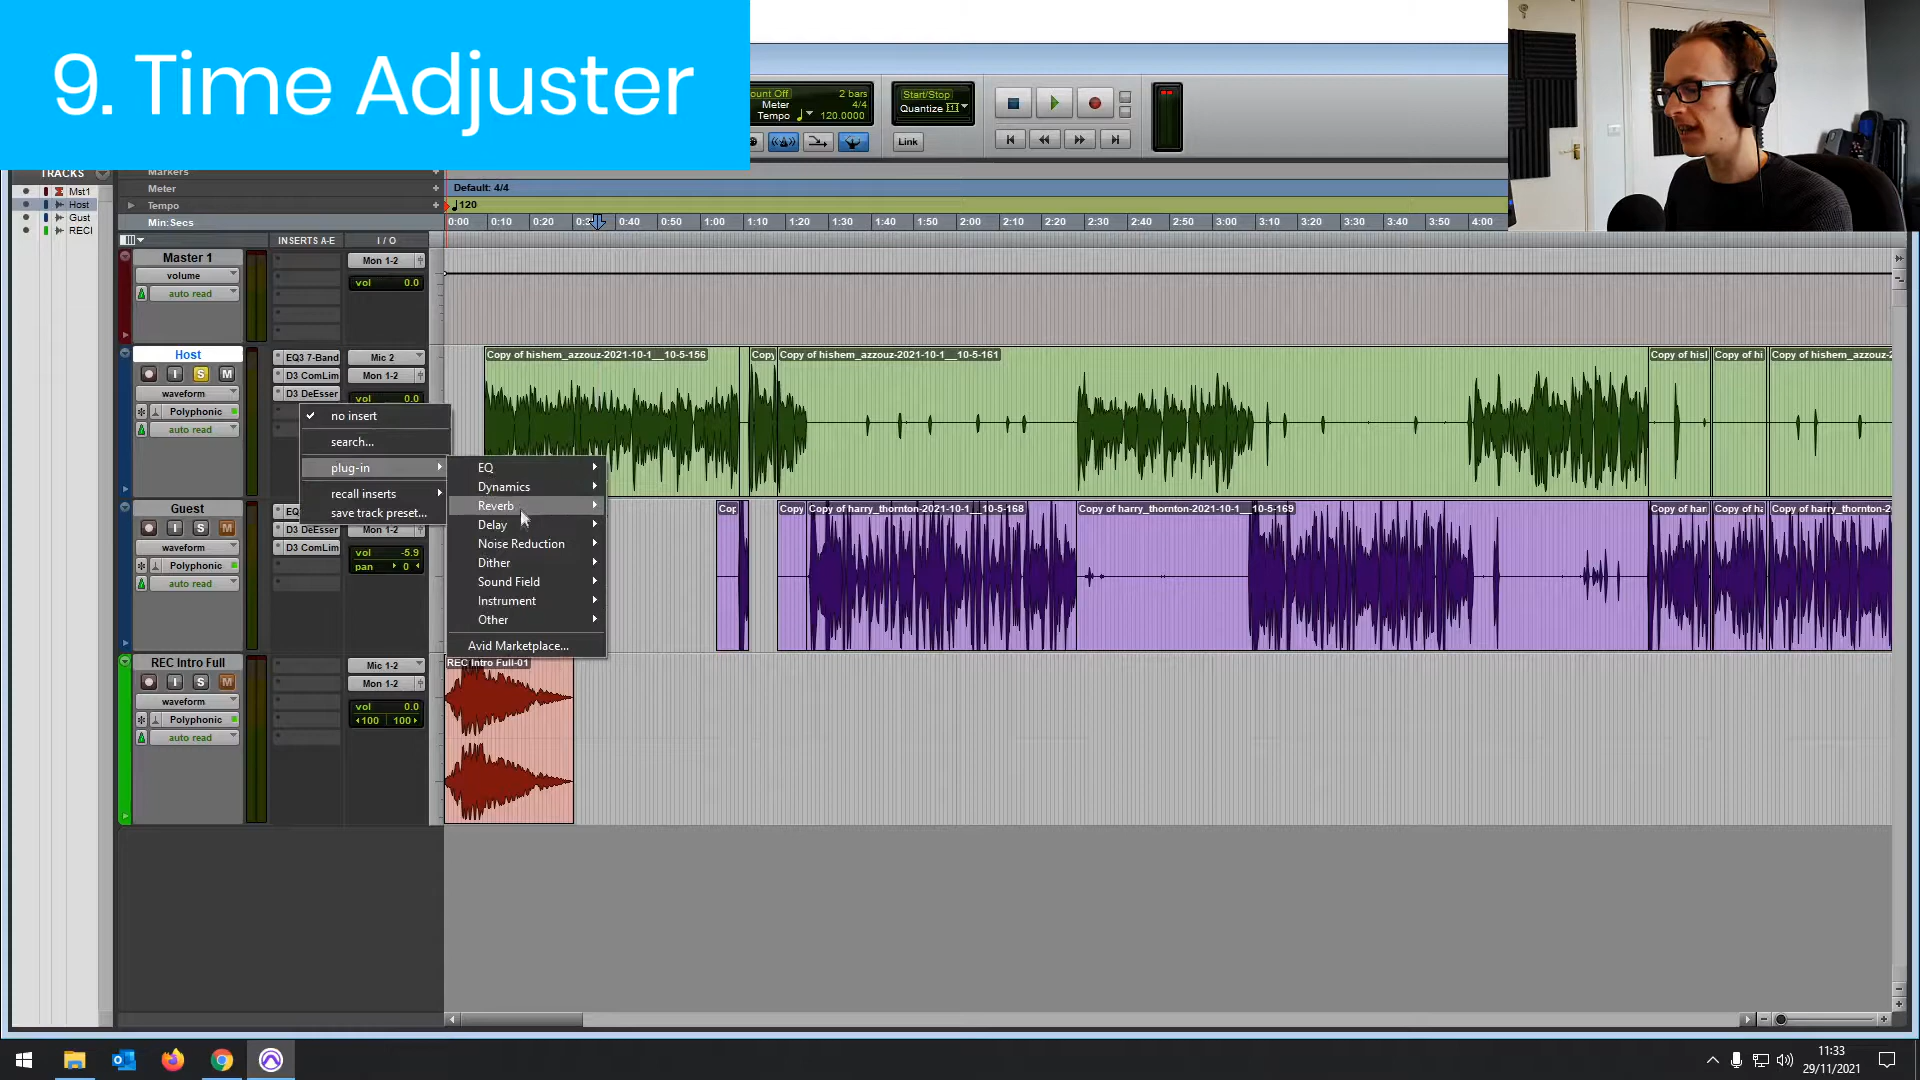 9. Time Adjuster
ount Off 2 bars
Meter 4/4
Tempo 120.0000
Start/Stop
Quantize
Link
TRACKS
Mst1
Host
Gust
RECI
Markers
Meter
Tempo
Min:Secs
Default: 4/4
120
0:00 0:10 0:20 0:40 0:50 1:00 1:10 1:20 1:30 1:40 1:50 2:00 2:10 2:20 2:30 2:40 2:50 3:00 3:10 3:20 3:30 3:40 3:50 4:00
INSERTS A-E I / O
Master 1
volume
auto read
Mon 1-2
vol 0.0
Host
I S M
waveform
Polyphonic
auto read
EQ3 7-Band
D3 ComLim
D3 DeEsser
Mic 2
Mon 1-2
vol 0.0
Copy of hishem_azzouz-2021-10-1__10-5-156
Copy
Copy of hishem_azzouz-2021-10-1__10-5-161
Copy of hisl
Copy of hi
Copy of hishem_azzouz-2
no insert
search...
plug-in
recall inserts
save track preset...
EQ
Dynamics
Reverb
Delay
Noise Reduction
Dither
Sound Field
Instrument
Other
Avid Marketplace...
Guest
I S M
waveform
Polyphonic
auto read
EQ
D3 DeEsser
D3 ComLim
Mon 1-2
vol -5.9
pan 0
Cop
Copy
Copy of harry_thornton-2021-10-1__10-5-168
Copy of harry_thornton-2021-10-1__10-5-169
Copy of harr
Copy of ha
Copy of harry_thornton-20
REC Intro Full
I S M
waveform
Polyphonic
auto read
Mic 1-2
Mon 1-2
vol 0.0
100 100
REC Intro Full-01
11:33
29/11/2021